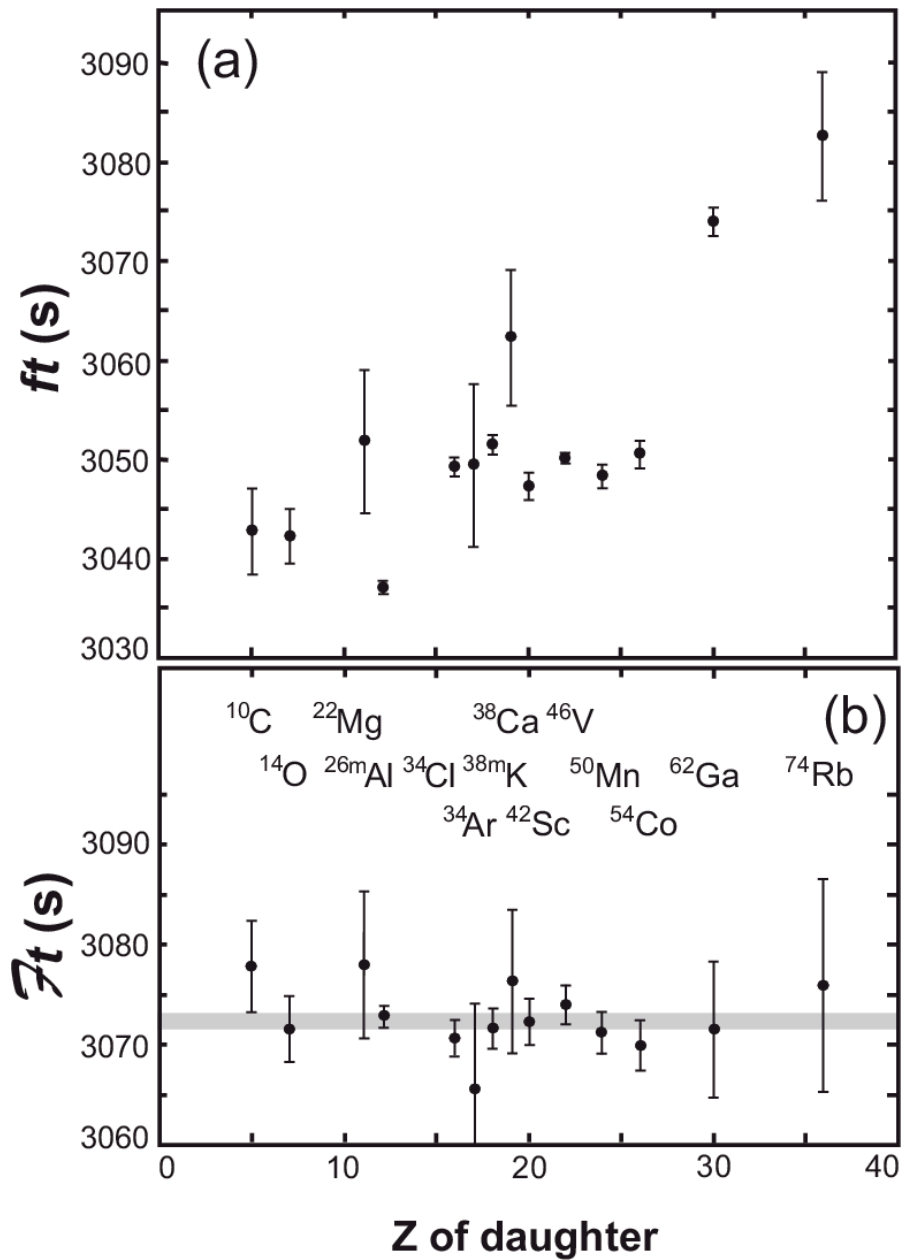 (a)
3090
3080
3070
3060
3050
3040
3030
ft (s)
(b)
¹⁰C ²²Mg ³⁸Ca ⁴⁶V
¹⁴O ²⁶ᵐAl ³⁴Cl ³⁸ᵐK ⁵⁰Mn ⁶²Ga ⁷⁴Rb
³⁴Ar ⁴²Sc ⁵⁴Co
3090
3080
3070
3060
ℱt (s)
0 10 20 30 40
Z of daughter